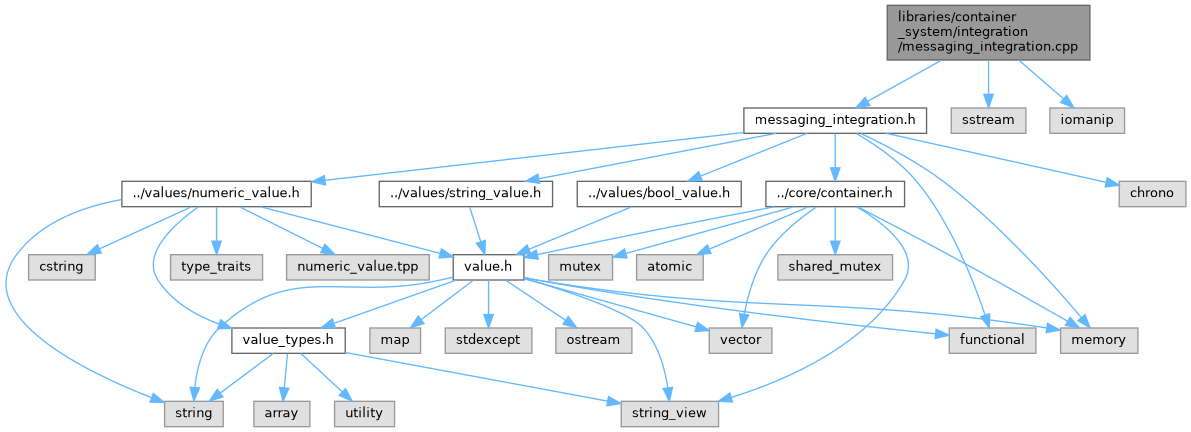 libraries/container
_system/integration
/messaging_integration.cpp
messaging_integration.h
sstream
iomanip
../values/numeric_value.h
../values/string_value.h
../values/bool_value.h
../core/container.h
chrono
cstring
type_traits
numeric_value.tpp
value.h
mutex
atomic
shared_mutex
value_types.h
map
stdexcept
ostream
vector
functional
memory
string
array
utility
string_view